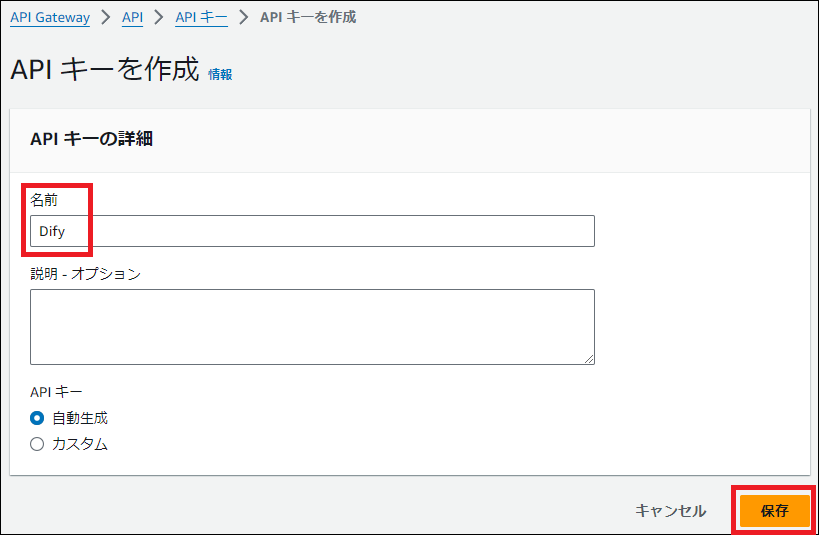 API Gateway > API > API キー > API キーを作成
API キーを作成 情報
API キーの詳細
名前
Dify
説明 - オプション
API キー
自動生成
カスタム
キャンセル 保存